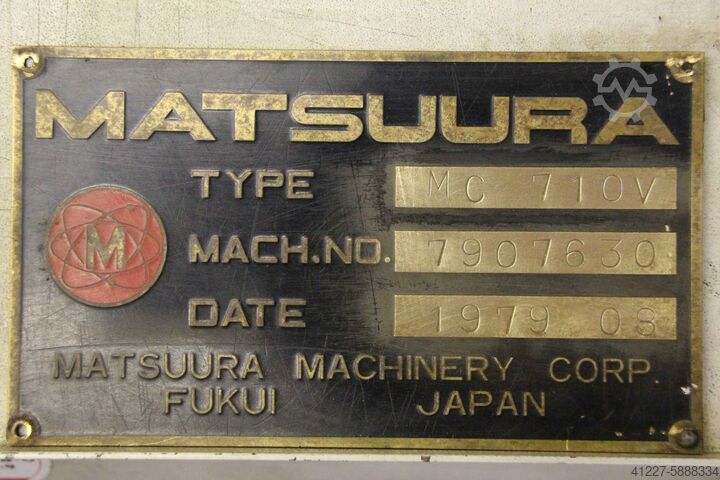 MATSUURA
TYPE MC 710V
M
MACH.NO. 7907630
DATE 1979 08
MATSUURA MACHINERY CORP.
FUKUI JAPAN
41227-5888334